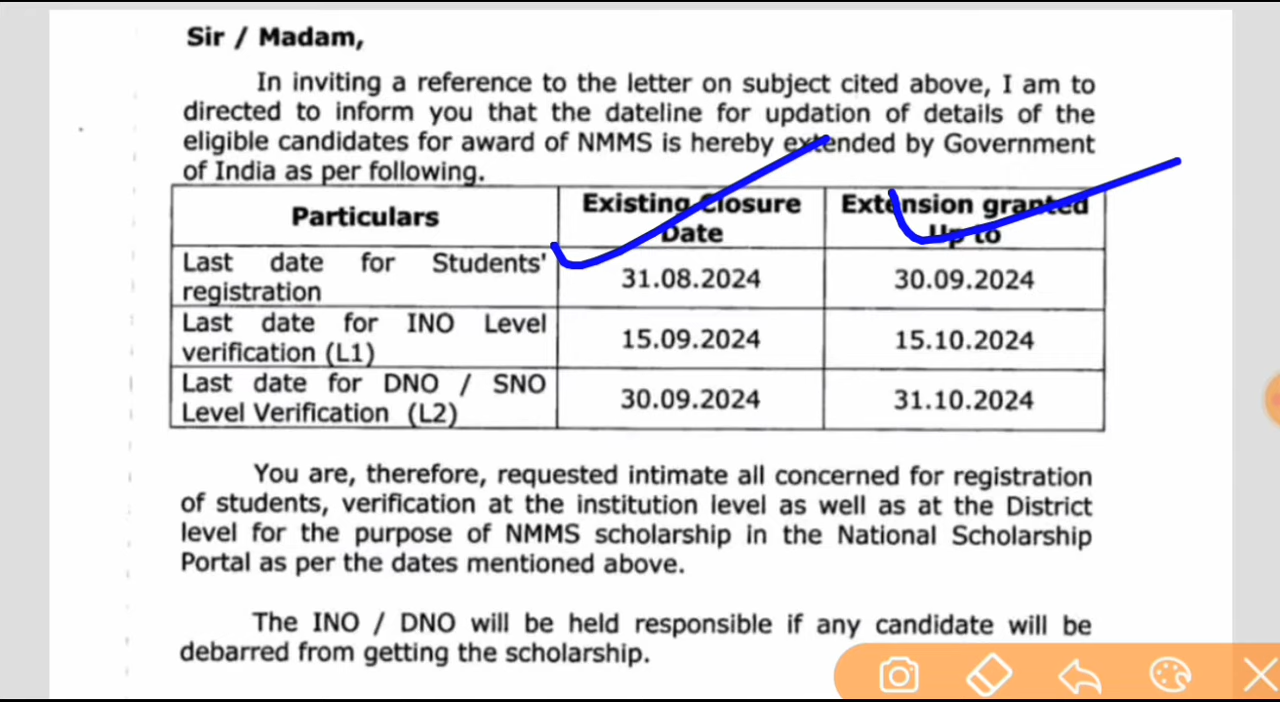 Sir / Madam,
In inviting a reference to the letter on subject cited above, I am to
directed to inform you that the dateline for updation of details of the
eligible candidates for award of NMMS is hereby extended by Government
of India as per following.
Particulars
Existing Closure
Date
Extension granted
Up to
Last date for Students'
registration
31.08.2024
30.09.2024
Last date for INO Level
verification (L1)
15.09.2024
15.10.2024
Last date for DNO / SNO
Level Verification (L2)
30.09.2024
31.10.2024
You are, therefore, requested intimate all concerned for registration
of students, verification at the institution level as well as at the District
level for the purpose of NMMS scholarship in the National Scholarship
Portal as per the dates mentioned above.
The INO / DNO will be held responsible if any candidate will be
debarred from getting the scholarship.